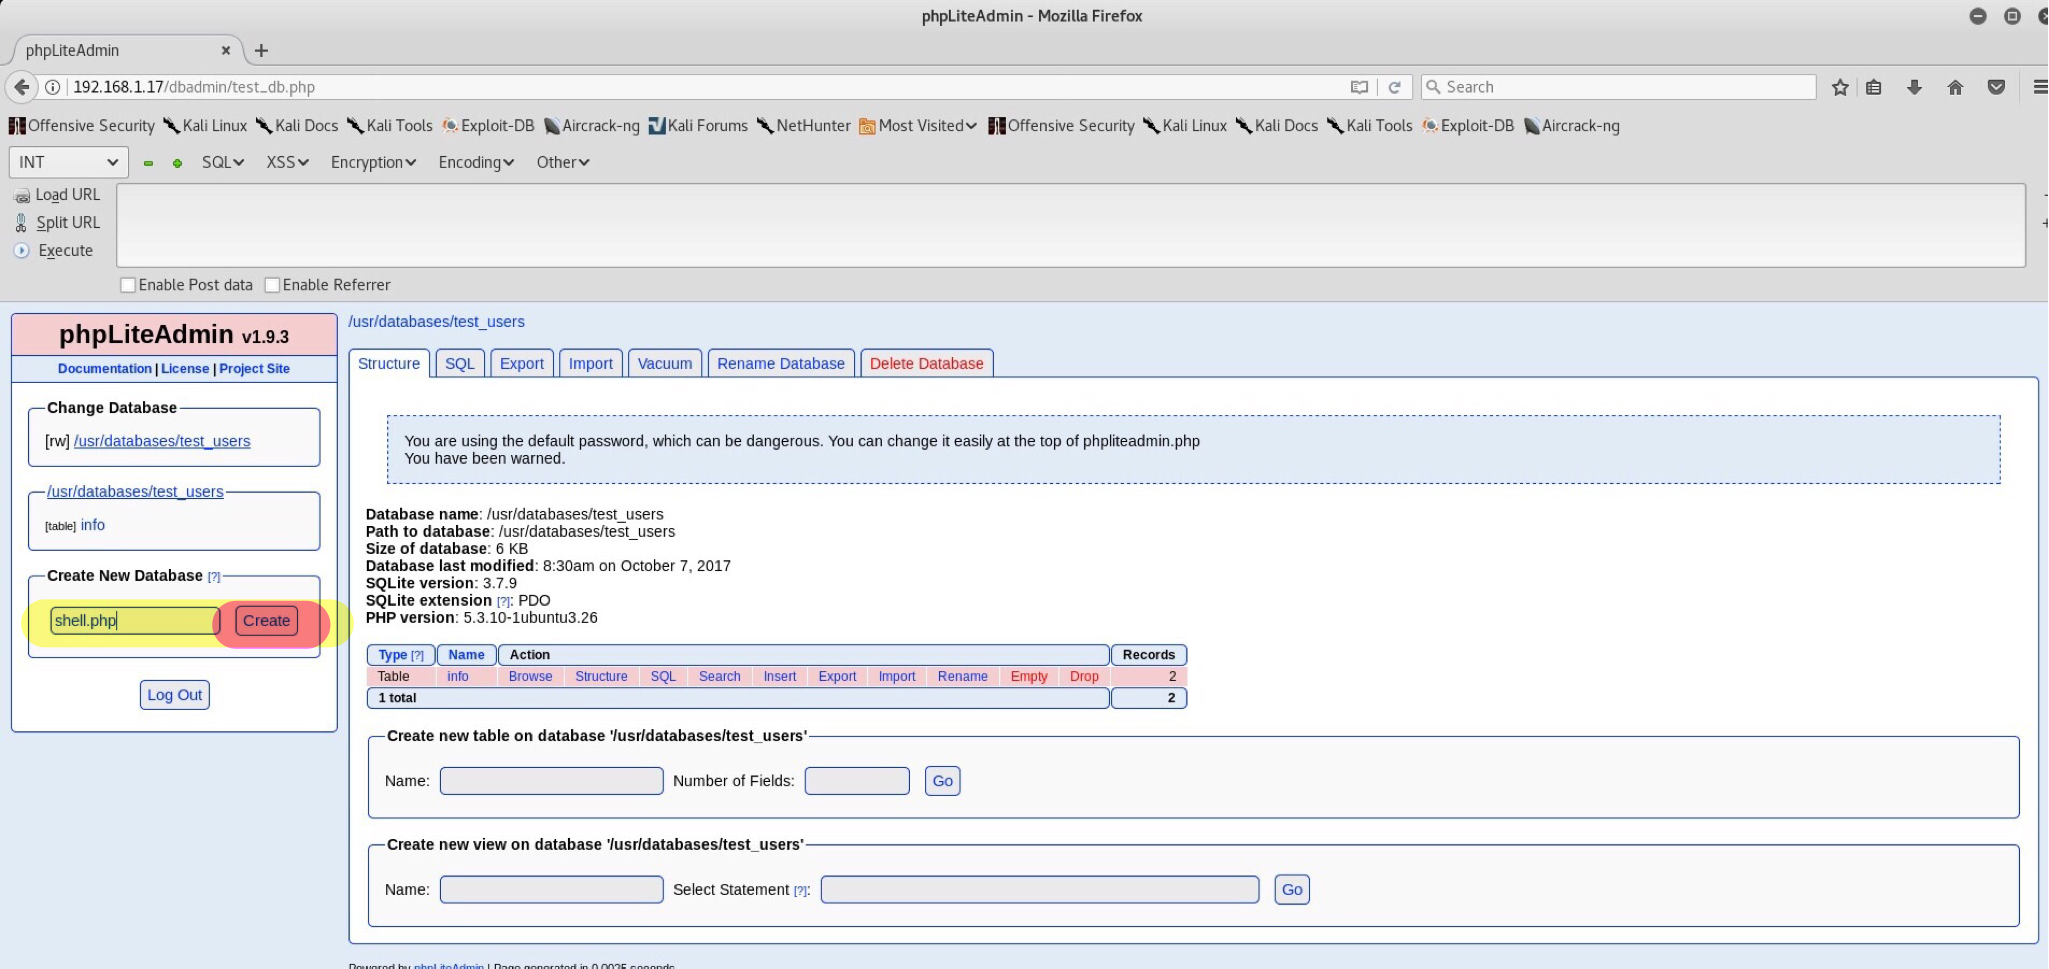 phpLiteAdmin - Mozilla Firefox
phpLiteAdmin
192.168.1.17/dbadmin/test_db.php
Search
Offensive Security Kali Linux Kali Docs Kali Tools Exploit-DB Aircrack-ng Kali Forums NetHunter Most Visited Offensive Security Kali Linux Kali Docs Kali Tools Exploit-DB Aircrack-ng
INT SQL XSS Encryption Encoding Other
Load URL
Split URL
Execute
Enable Post data Enable Referrer
phpLiteAdmin v1.9.3
Documentation | License | Project Site
Change Database
[rw] /usr/databases/test_users
/usr/databases/test_users
[table] info
Create New Database [?]
shell.php Create
Log Out
/usr/databases/test_users
Structure SQL Export Import Vacuum Rename Database Delete Database
You are using the default password, which can be dangerous. You can change it easily at the top of phpliteadmin.php
You have been warned.
Database name: /usr/databases/test_users
Path to database: /usr/databases/test_users
Size of database: 6 KB
Database last modified: 8:30am on October 7, 2017
SQLite version: 3.7.9
SQLite extension [?]: PDO
PHP version: 5.3.10-1ubuntu3.26
Type [?] Name Action Records
Table info Browse Structure SQL Search Insert Export Import Rename Empty Drop 2
1 total 2
Create new table on database '/usr/databases/test_users'
Name: Number of Fields: Go
Create new view on database '/usr/databases/test_users'
Name: Select Statement [?]: Go
Powered by phpLiteAdmin | Page generated in 0.0025 seconds.